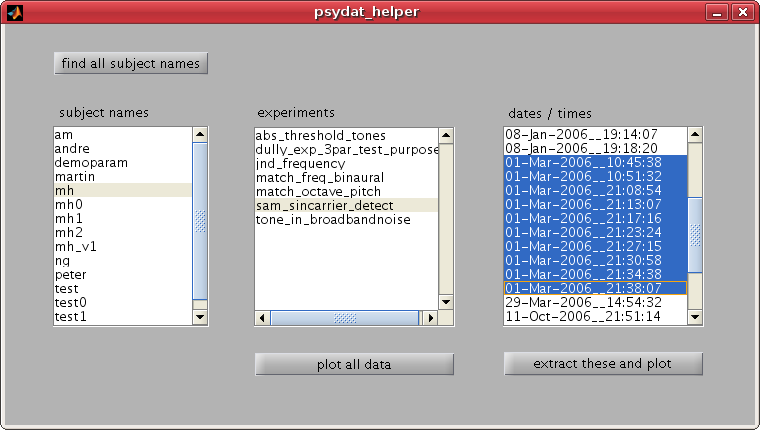 psydat_helper
find all subject names
subject names
am
andre
demoparam
martin
mh
mh0
mh1
mh2
mh_v1
ng
peter
test
test0
test1
experiments
abs_threshold_tones
dully_exp_3par_test_purpose
jnd_frequency
match_freq_binaural
match_octave_pitch
sam_sincarrier_detect
tone_in_broadbandnoise
plot all data
dates / times
08-Jan-2006__19:14:07
08-Jan-2006__19:18:20
01-Mar-2006__10:45:38
01-Mar-2006__10:51:32
01-Mar-2006__21:08:54
01-Mar-2006__21:13:07
01-Mar-2006__21:17:16
01-Mar-2006__21:23:24
01-Mar-2006__21:27:15
01-Mar-2006__21:30:58
01-Mar-2006__21:34:38
01-Mar-2006__21:38:07
29-Mar-2006__14:54:32
11-Oct-2006__21:51:14
extract these and plot